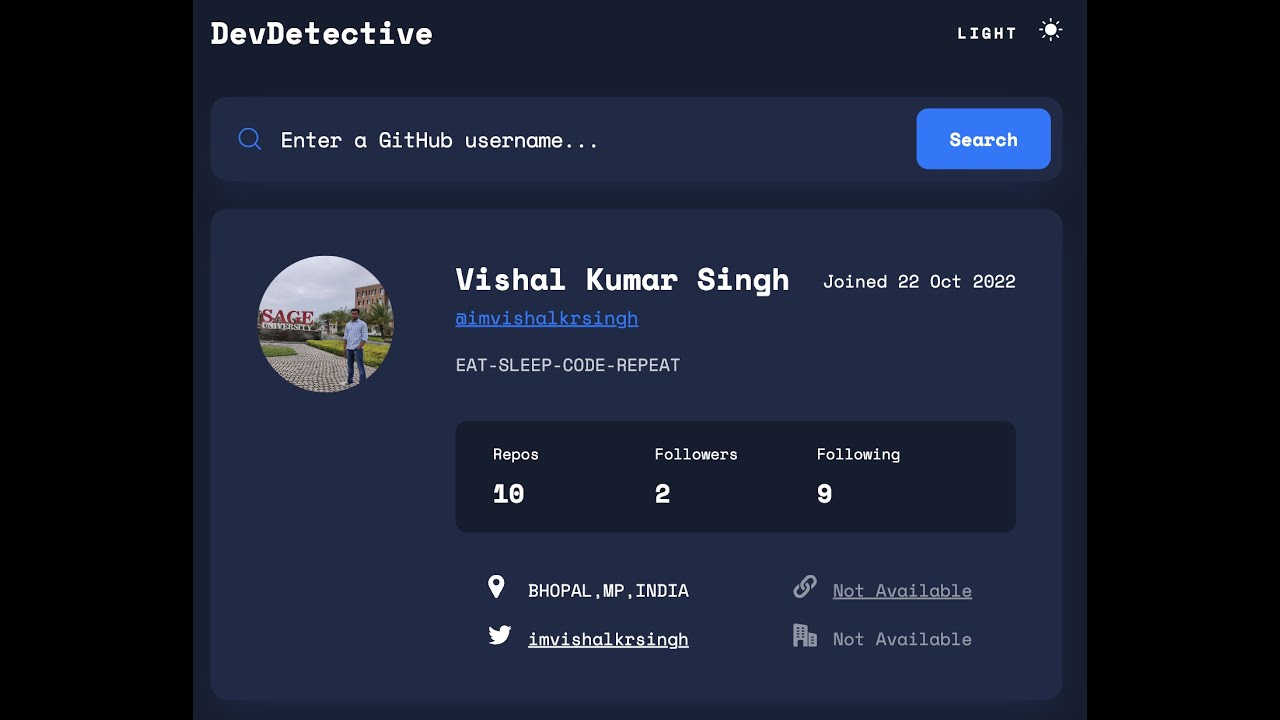 DevDetective
LIGHT
Enter a GitHub username...
Search
SAGE
UNIVERSITY
Vishal Kumar Singh
Joined 22 Oct 2022
@imvishalkrsingh
EAT-SLEEP-CODE-REPEAT
Repos
Followers
Following
10
2
9
BHOPAL,MP,INDIA
Not Available
imvishalkrsingh
Not Available